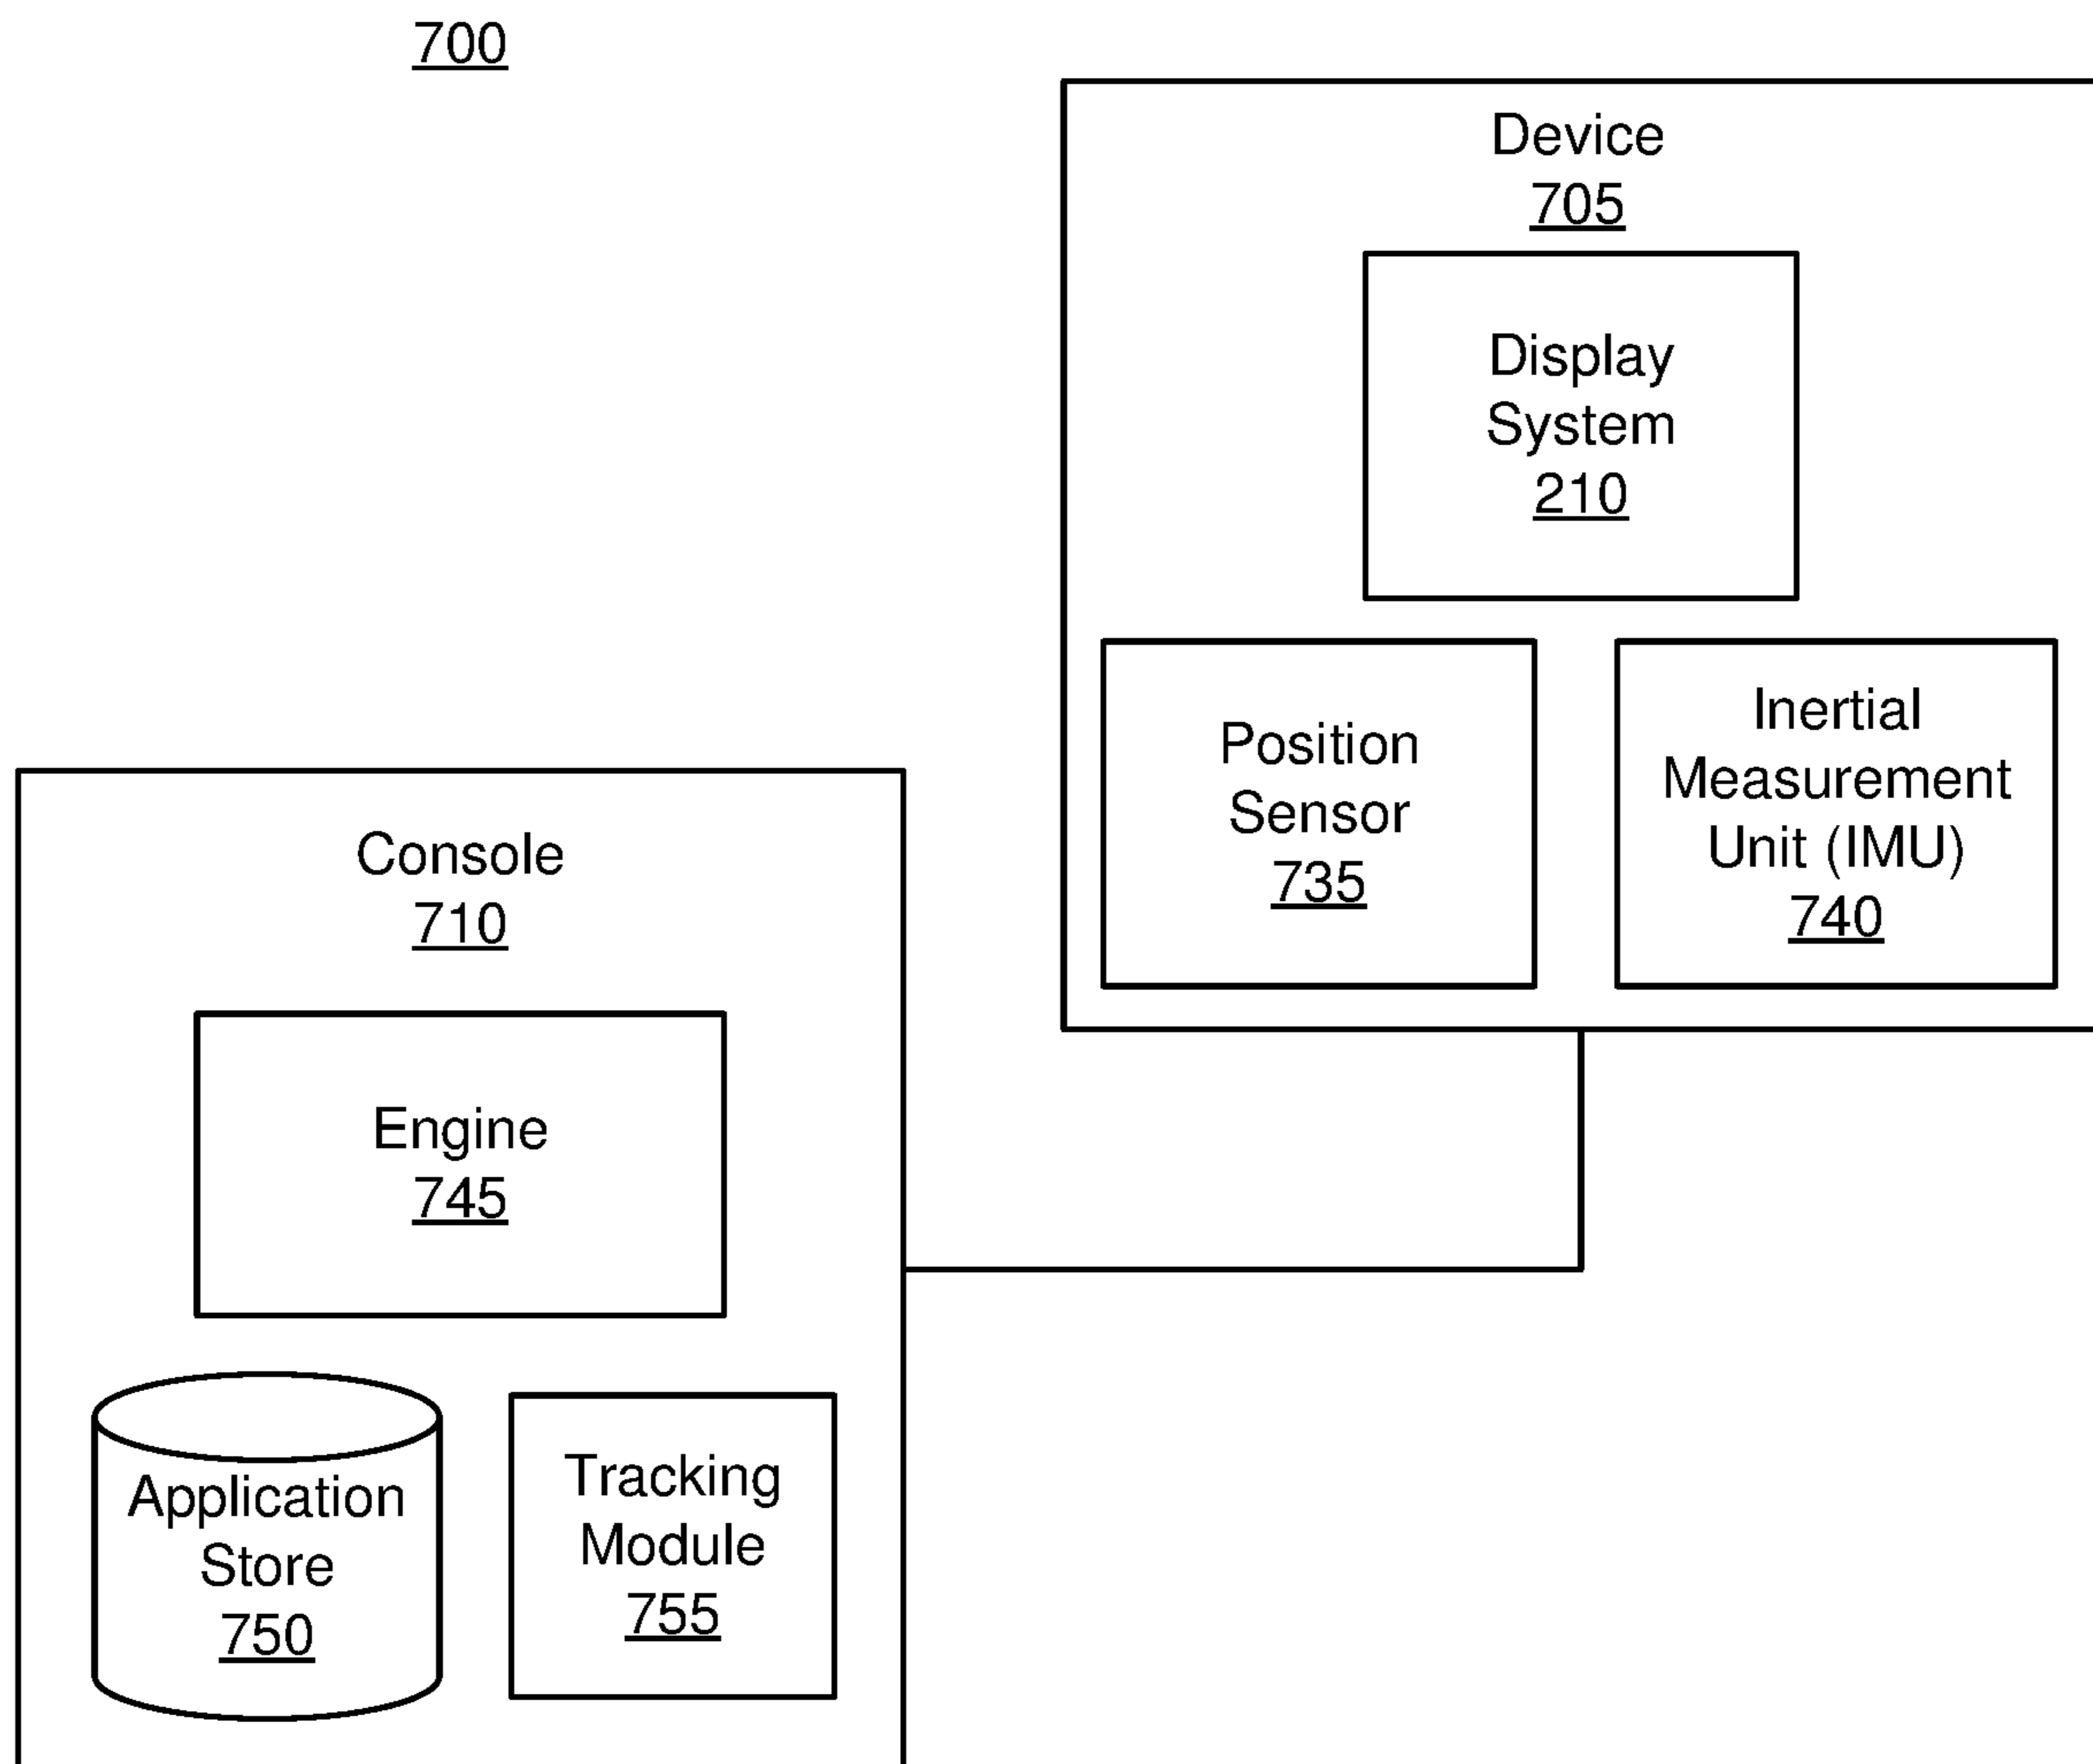 700
Device
705
Display
System
210
Position
Sensor
735
Inertial
Measurement
Unit (IMU)
740
Console
710
Engine
745
Application
Store
750
Tracking
Module
755